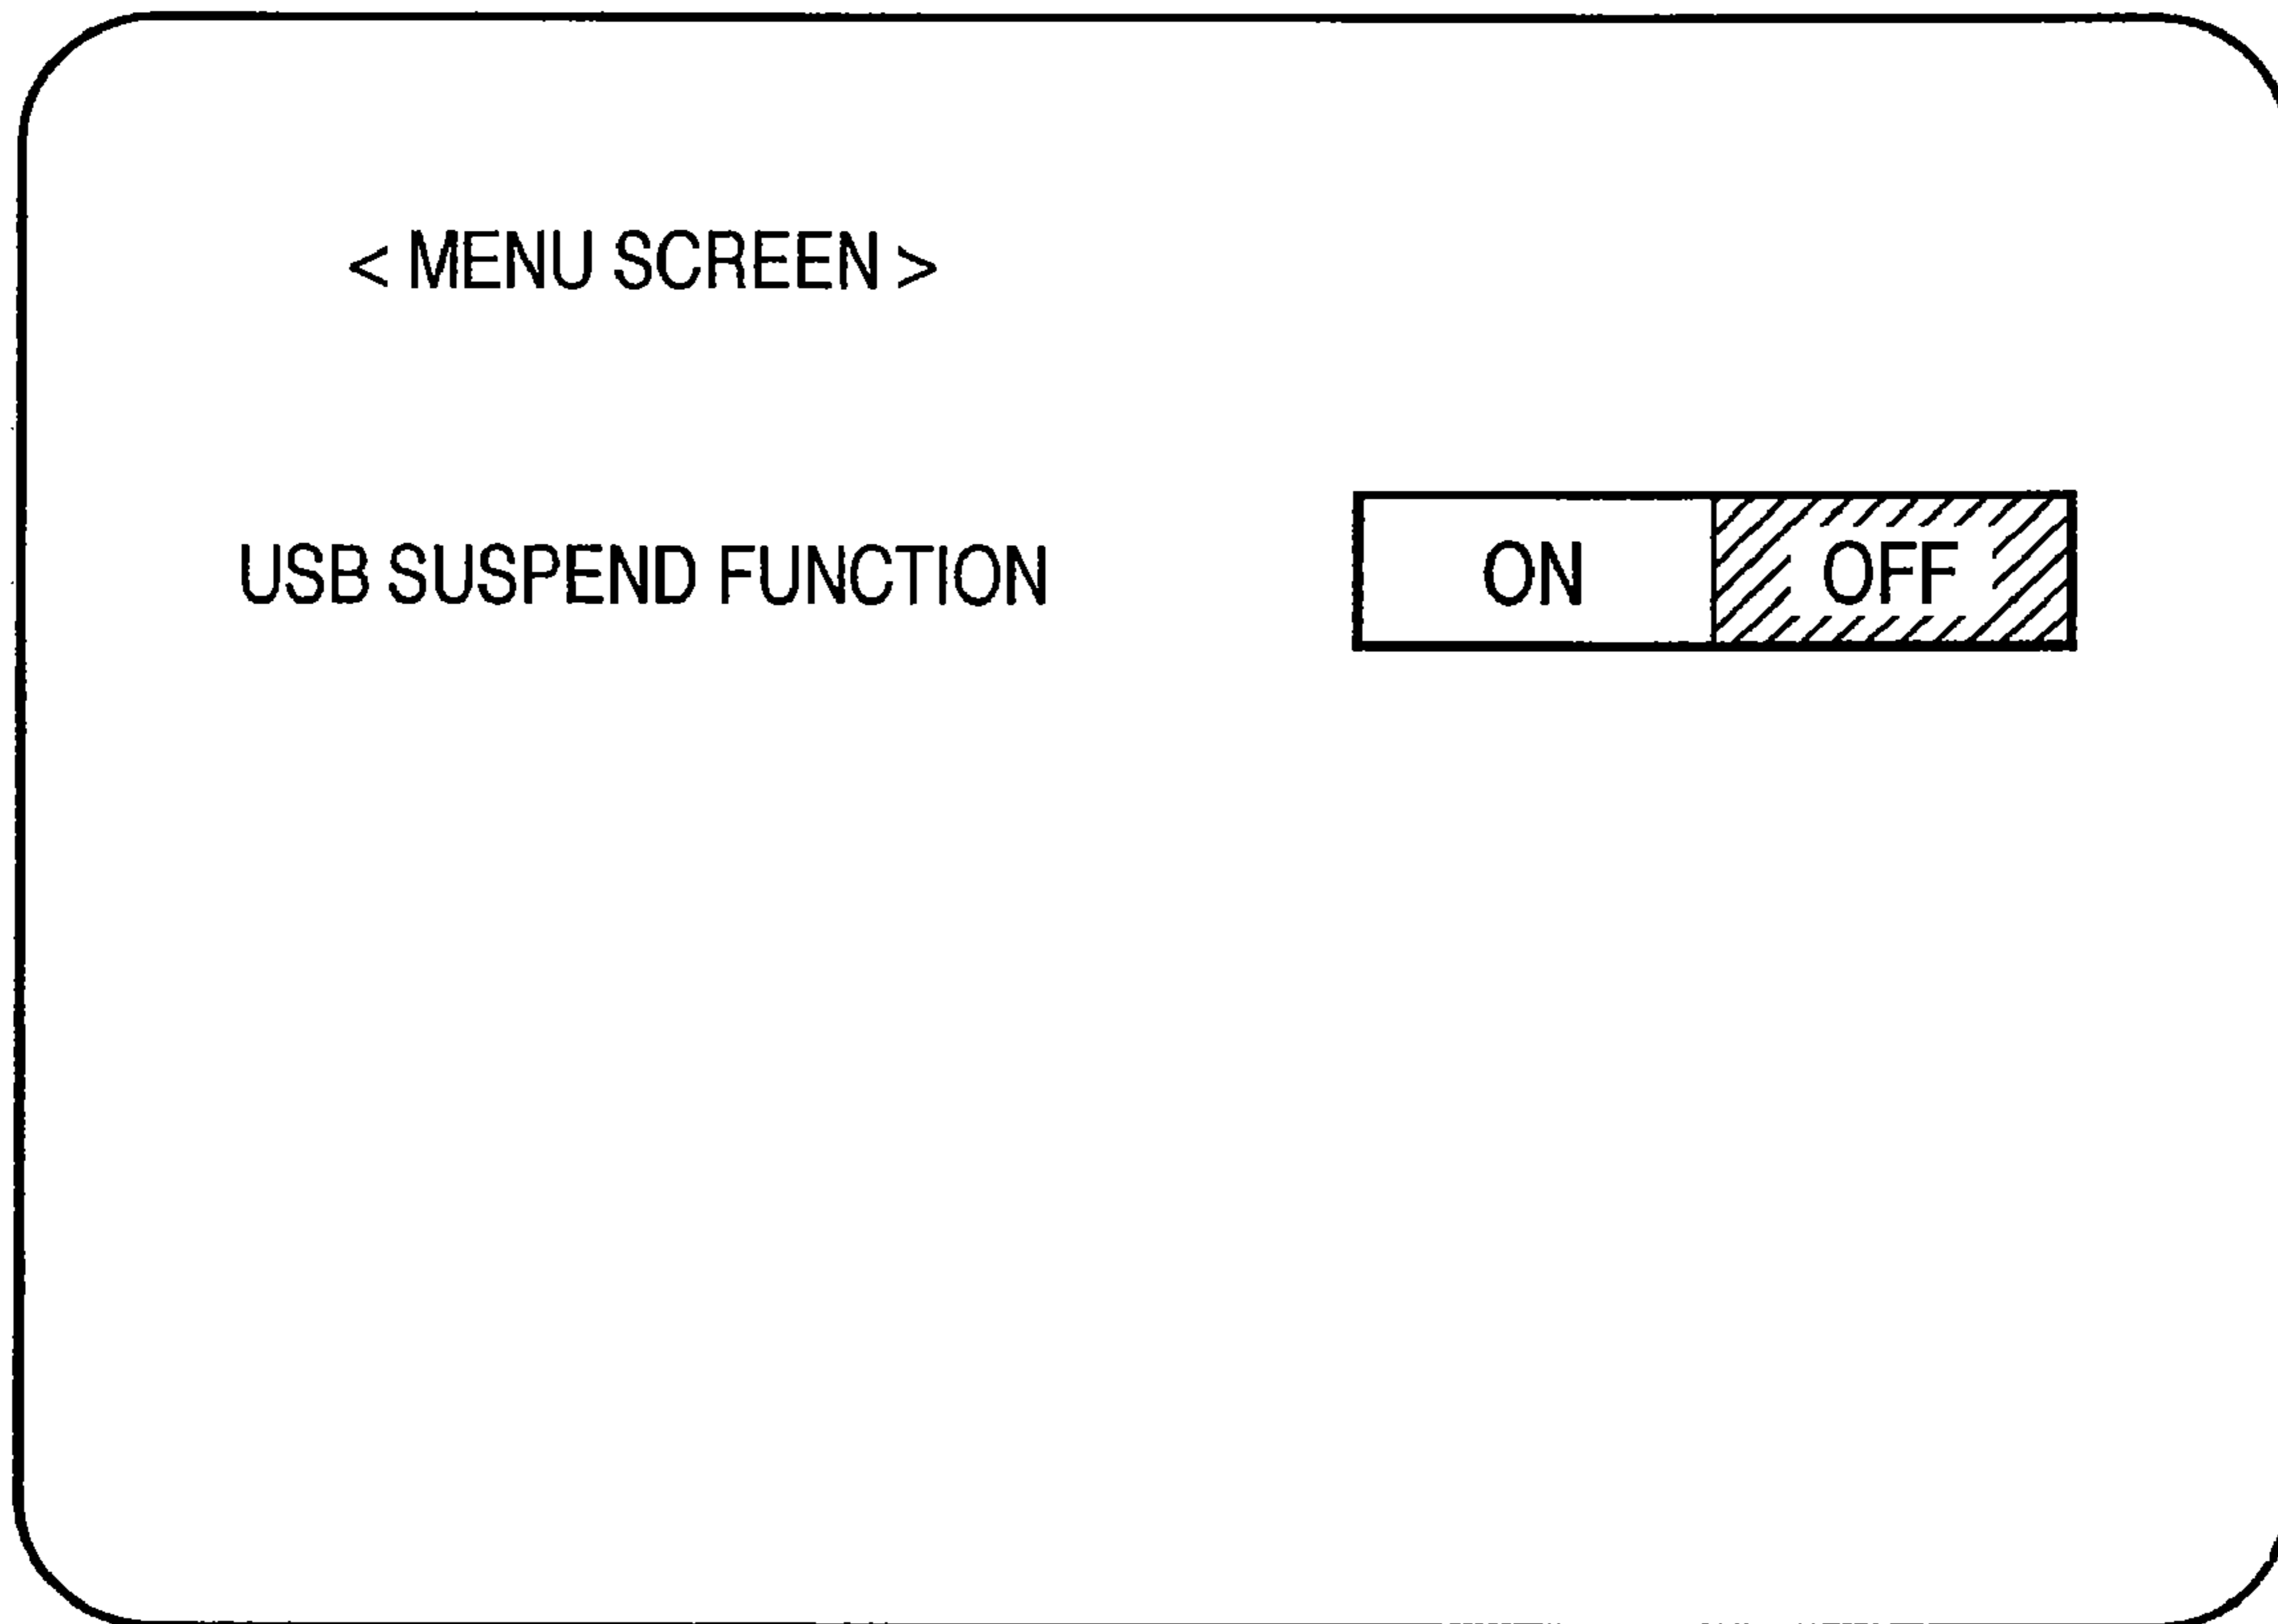 < MENU SCREEN >
USB SUSPEND FUNCTION ON OFF